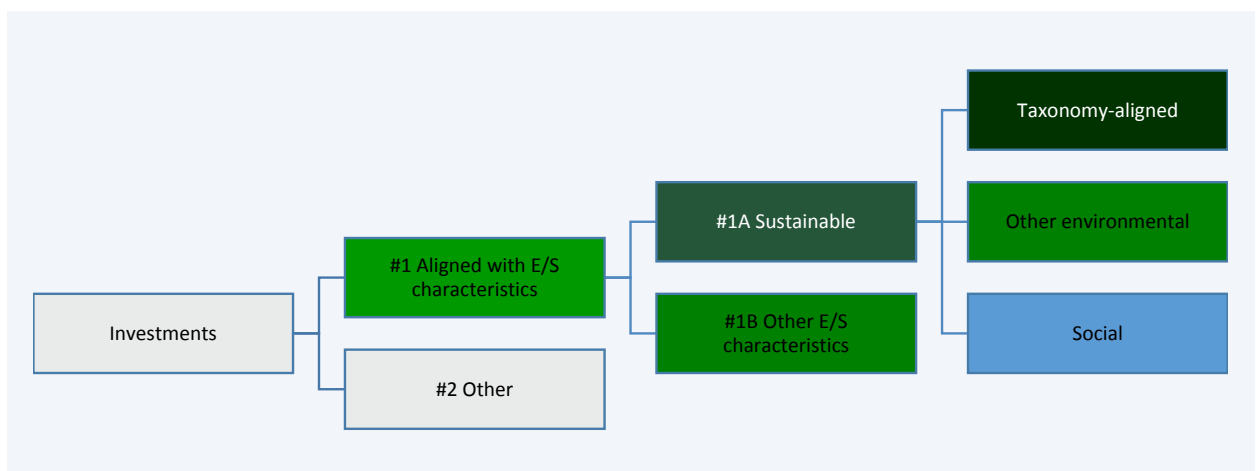 Taxonomy-aligned
#1A Sustainable
Other environmental
#1 Aligned with E/S
characteristics
Investments
#1B Other E/S
characteristics
Social
#2 Other